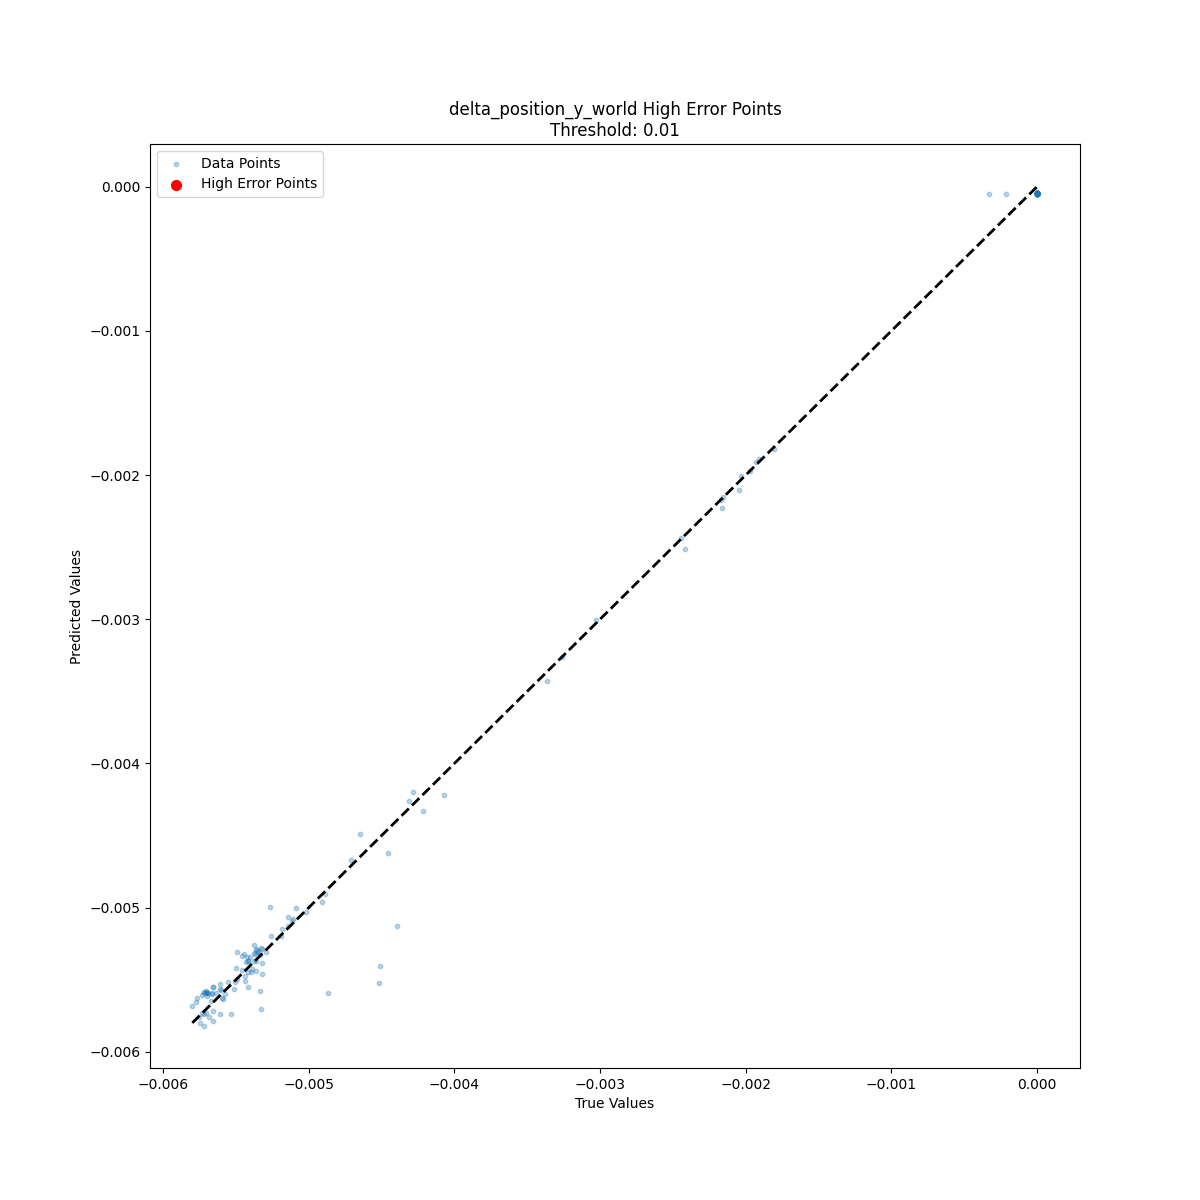 delta_position_y_world High Error Points
Threshold: 0.01
Data Points
High Error Points
0.000
−0.001
−0.002
−0.003
−0.004
−0.005
−0.006
Predicted Values
−0.006 −0.005 −0.004 −0.003 −0.002 −0.001 0.000
True Values